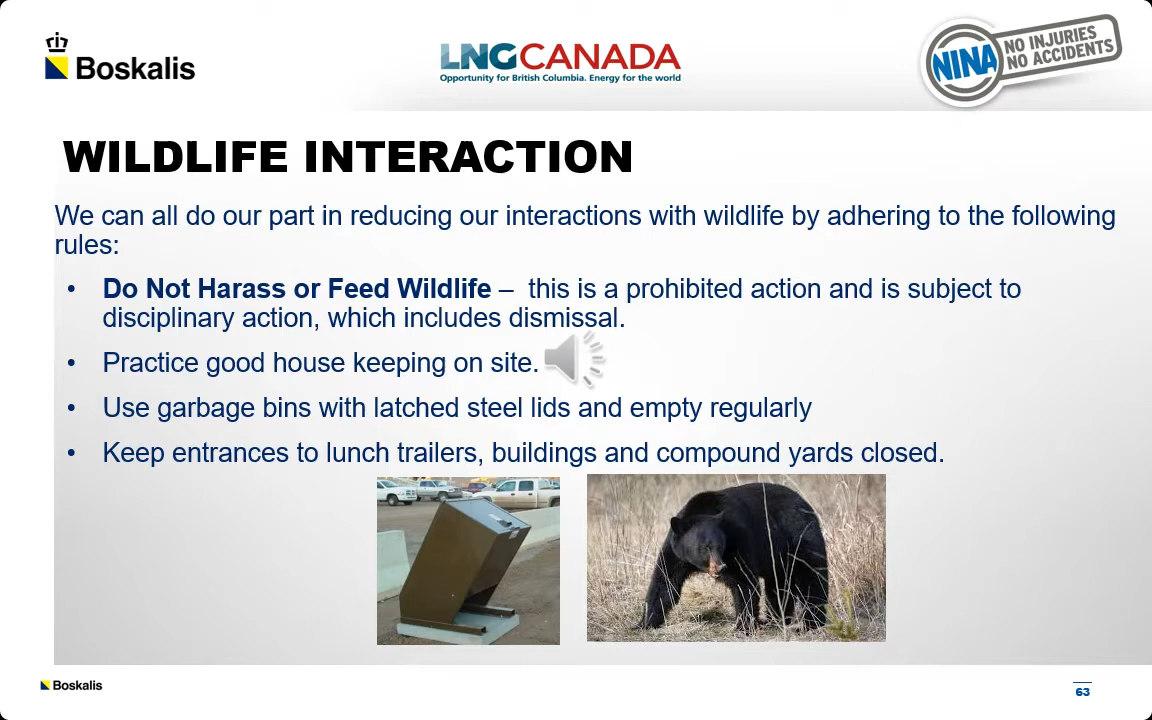 Boskalis
LNGCANADA
Opportunity for British Columbia. Energy for the world
NINA NO INJURIES
NO ACCIDENTS
WILDLIFE INTERACTION
We can all do our part in reducing our interactions with wildlife by adhering to the following
rules:
• Do Not Harass or Feed Wildlife – this is a prohibited action and is subject to
disciplinary action, which includes dismissal.
• Practice good house keeping on site.
• Use garbage bins with latched steel lids and empty regularly
• Keep entrances to lunch trailers, buildings and compound yards closed.
Boskalis
63